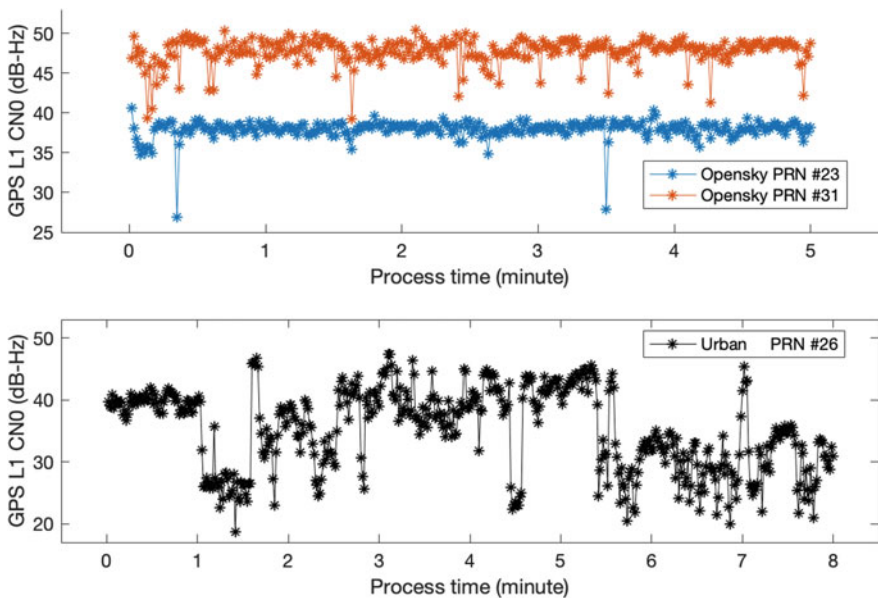 GPS L1 CN0 (dB-Hz)
50
45
40
35
30
25
Opensky PRN #23
Opensky PRN #31
0 1 2 3 4 5
Process time (minute)
GPS L1 CN0 (dB-Hz)
50
40
30
20
Urban PRN #26
0 1 2 3 4 5 6 7 8
Process time (minute)